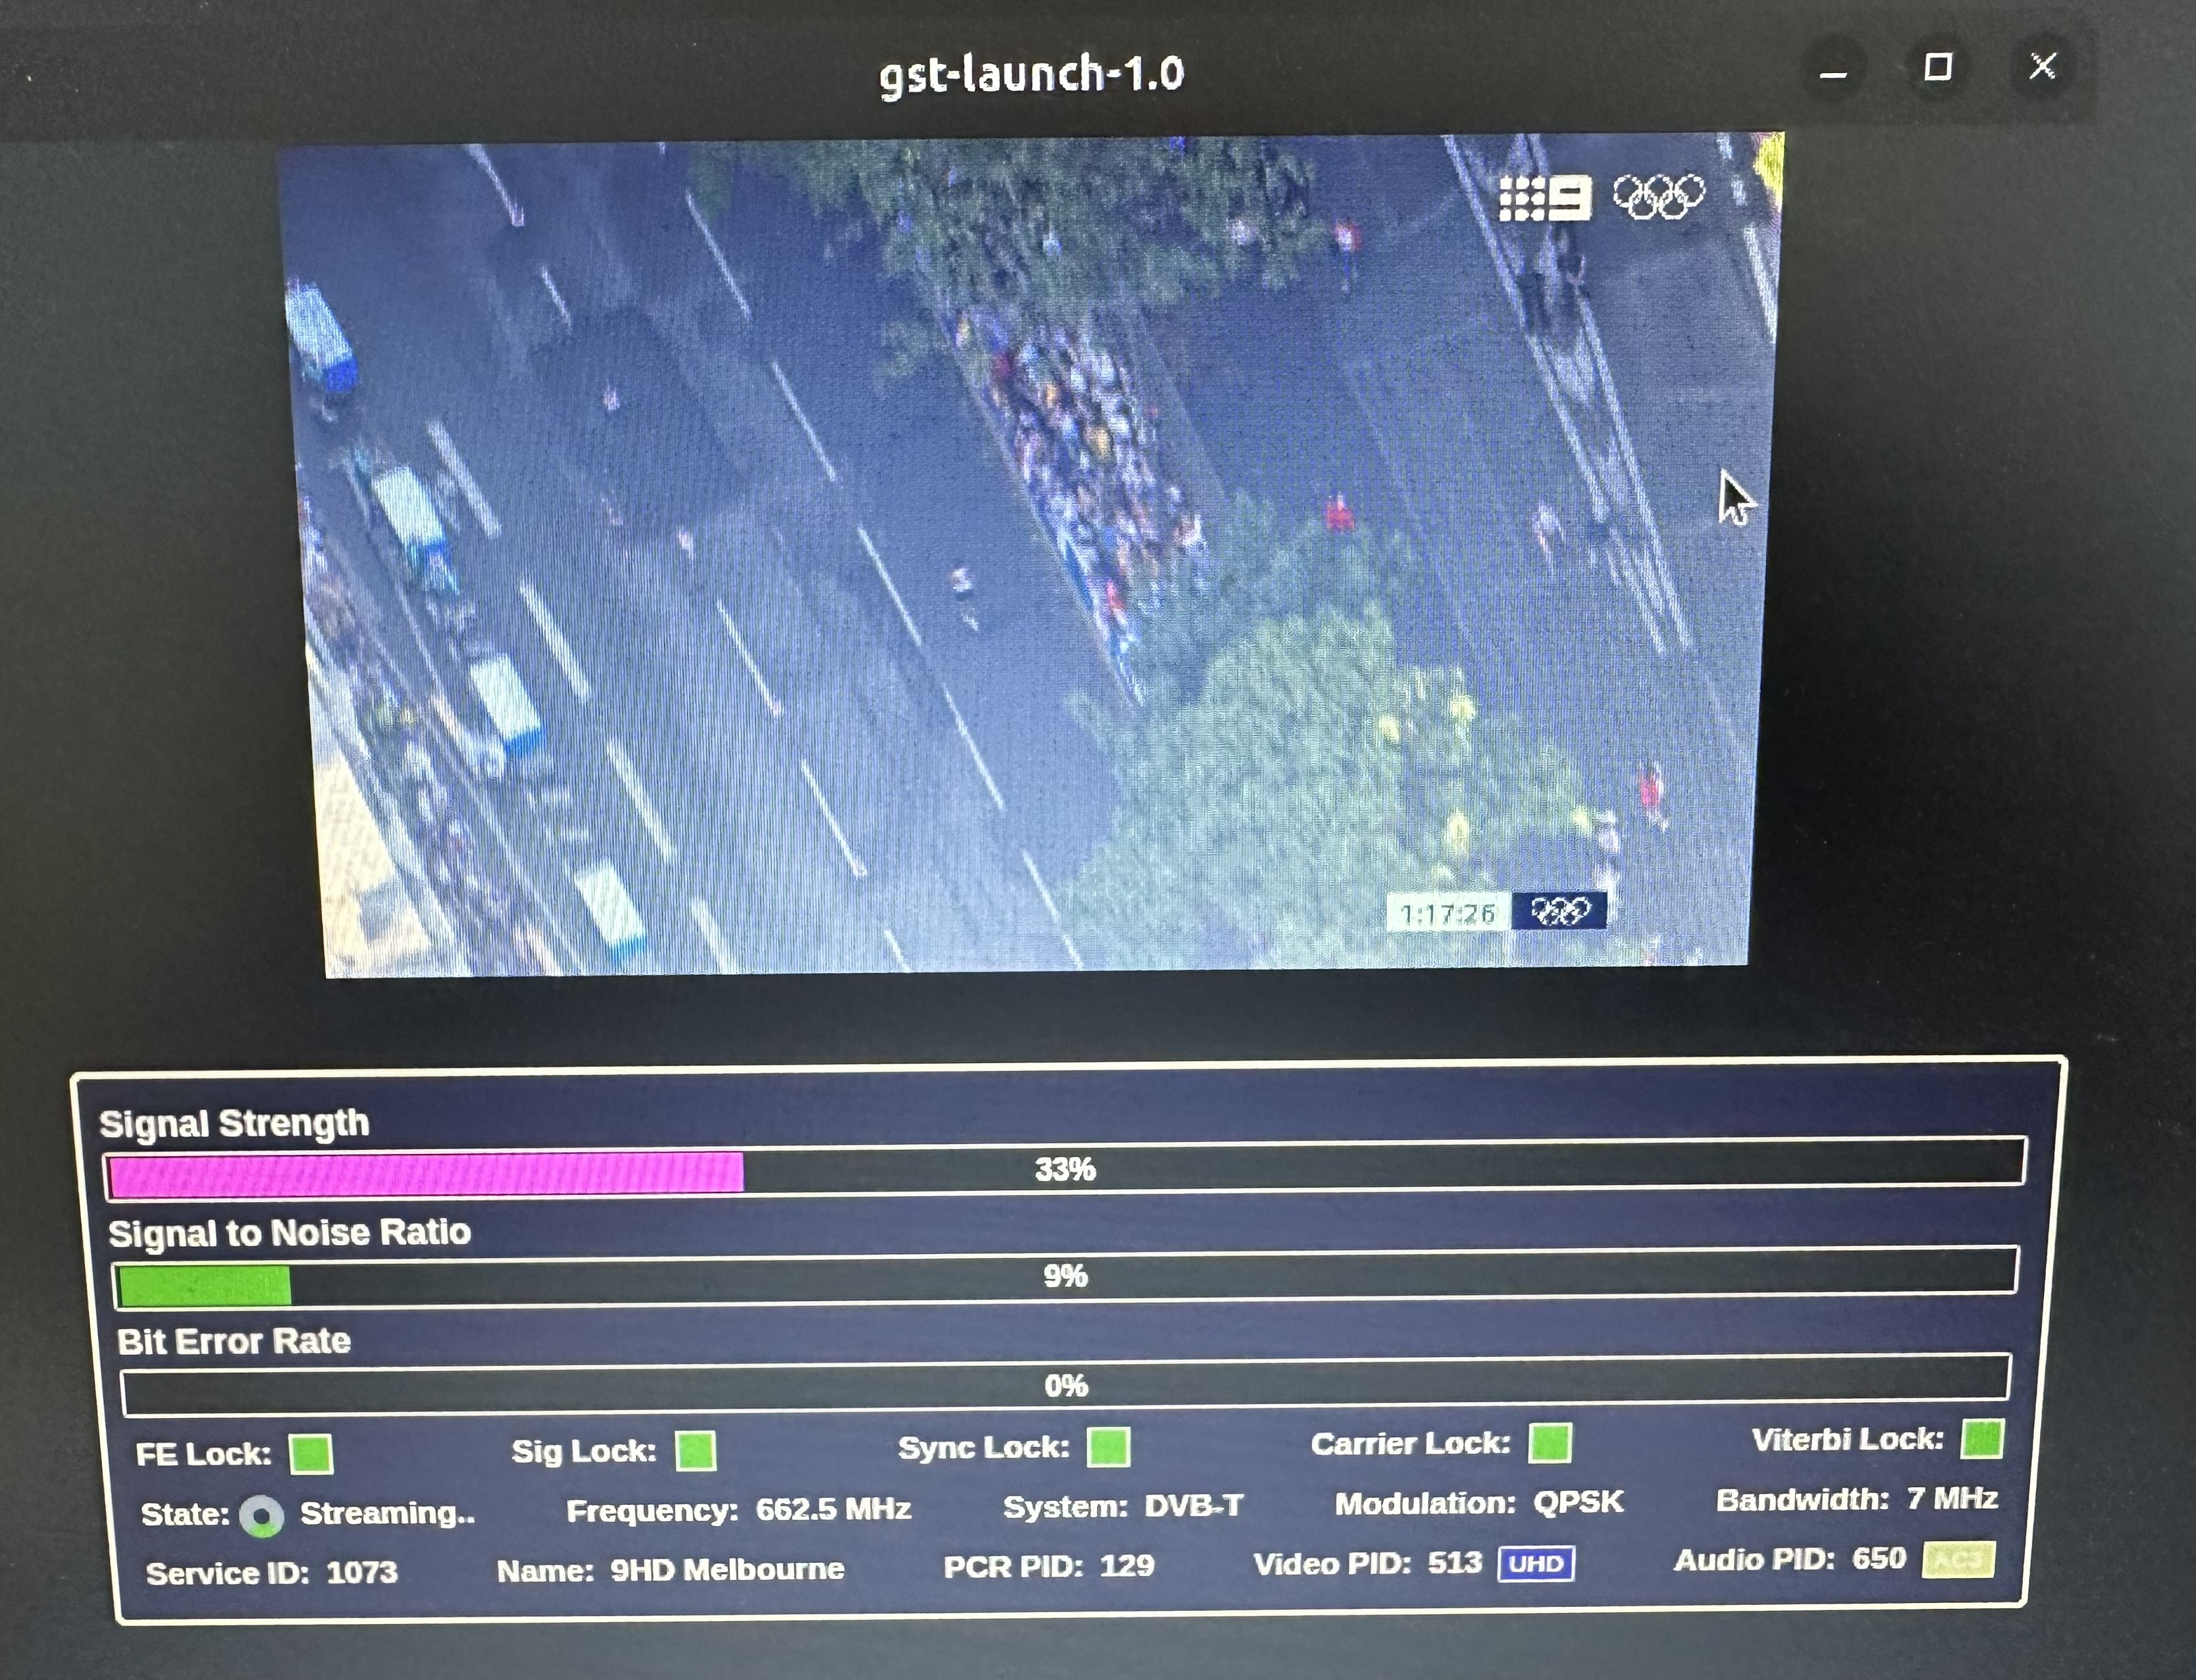 gst-launch-1.0
9
1:17:26
Signal Strength
33%
Signal to Noise Ratio
9%
Bit Error Rate
0%
FE Lock: Sig Lock: Sync Lock: Carrier Lock: Viterbi Lock:
State: Streaming.. Frequency: 662.5 MHz System: DVB-T Modulation: QPSK Bandwidth: 7 MHz
Service ID: 1073 Name: 9HD Melbourne PCR PID: 129 Video PID: 513 UHD Audio PID: 650 AC3